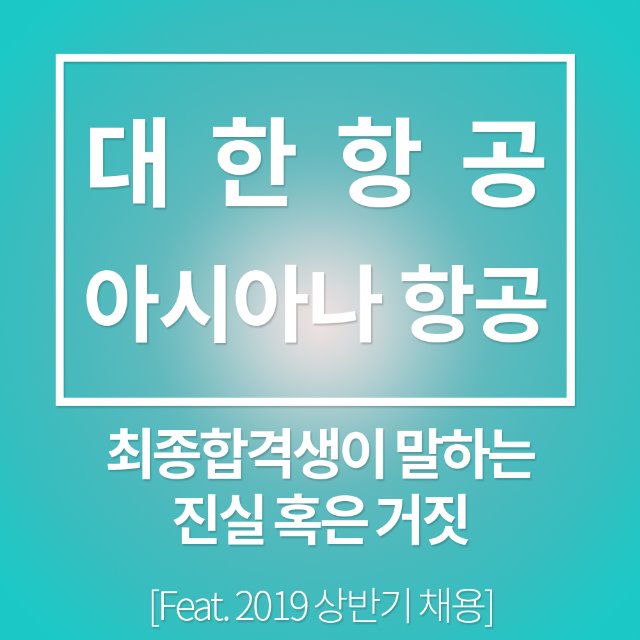 대한항공
아시아나 항공
최종합격생이 말하는
진실 혹은 거짓
[Feat. 2019 상반기 채용]